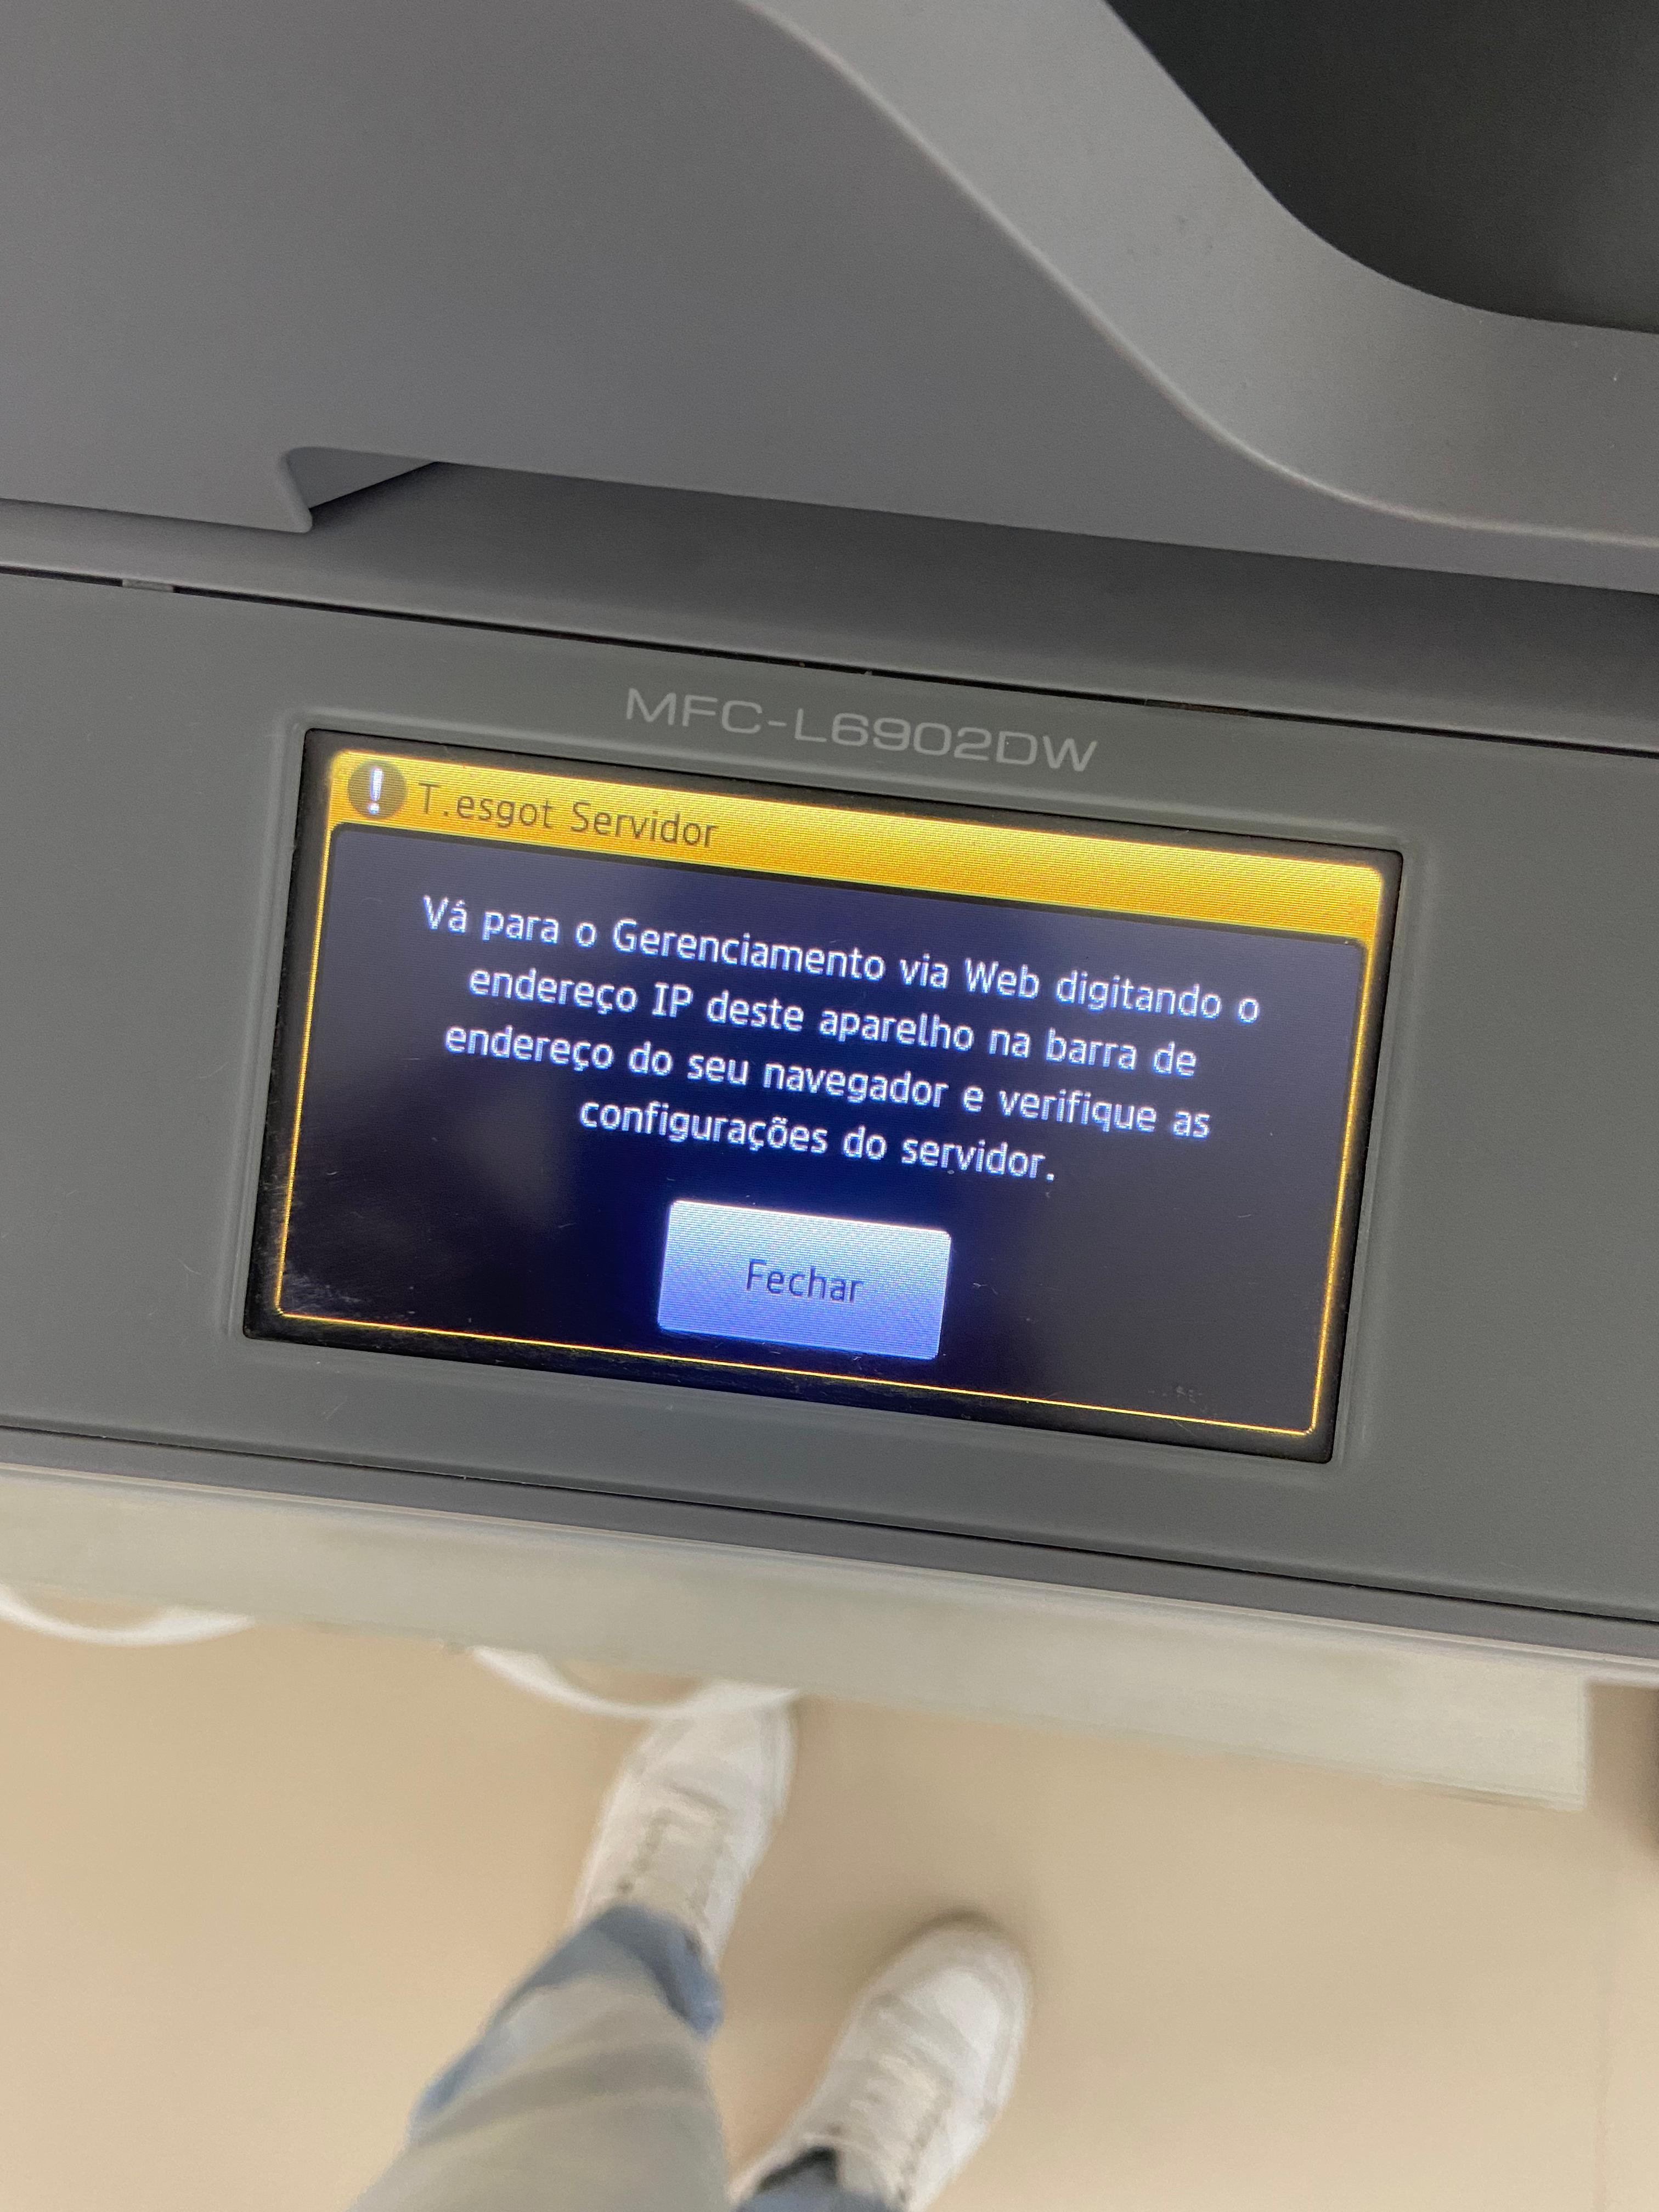 MFC-L6902DW
! T.esgot Servidor
Vá para o Gerenciamento via Web digitando o
endereço IP deste aparelho na barra de
endereço do seu navegador e verifique as
configurações do servidor.
Fechar